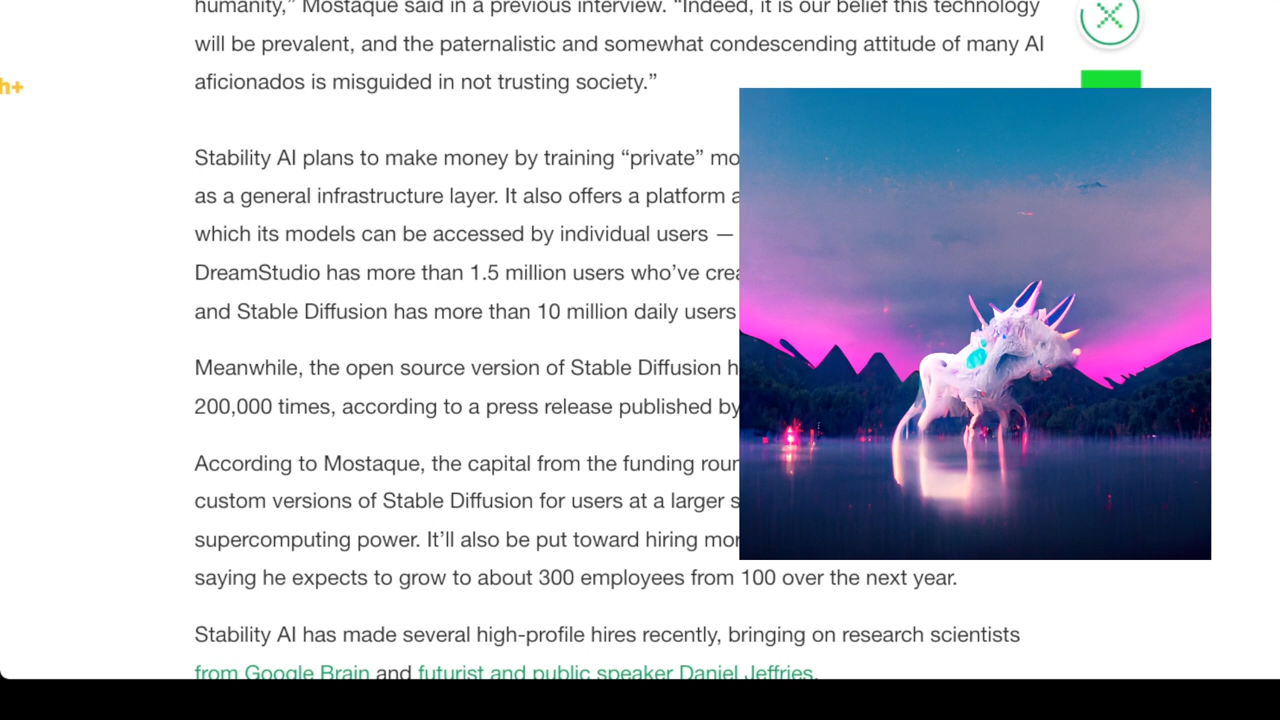 humanity,” Mostaque said in a previous interview. “Indeed, it is our belief this technology
will be prevalent, and the paternalistic and somewhat condescending attitude of many AI
h+
aficionados is misguided in not trusting society.”
Stability AI plans to make money by training “private” mo
as a general infrastructure layer. It also offers a platform a
which its models can be accessed by individual users —
DreamStudio has more than 1.5 million users who’ve crea
and Stable Diffusion has more than 10 million daily users
Meanwhile, the open source version of Stable Diffusion h
200,000 times, according to a press release published by
According to Mostaque, the capital from the funding roun
custom versions of Stable Diffusion for users at a larger s
supercomputing power. It’ll also be put toward hiring mor
saying he expects to grow to about 300 employees from 100 over the next year.
Stability AI has made several high-profile hires recently, bringing on research scientists
from Google Brain and futurist and public speaker Daniel Jeffries.